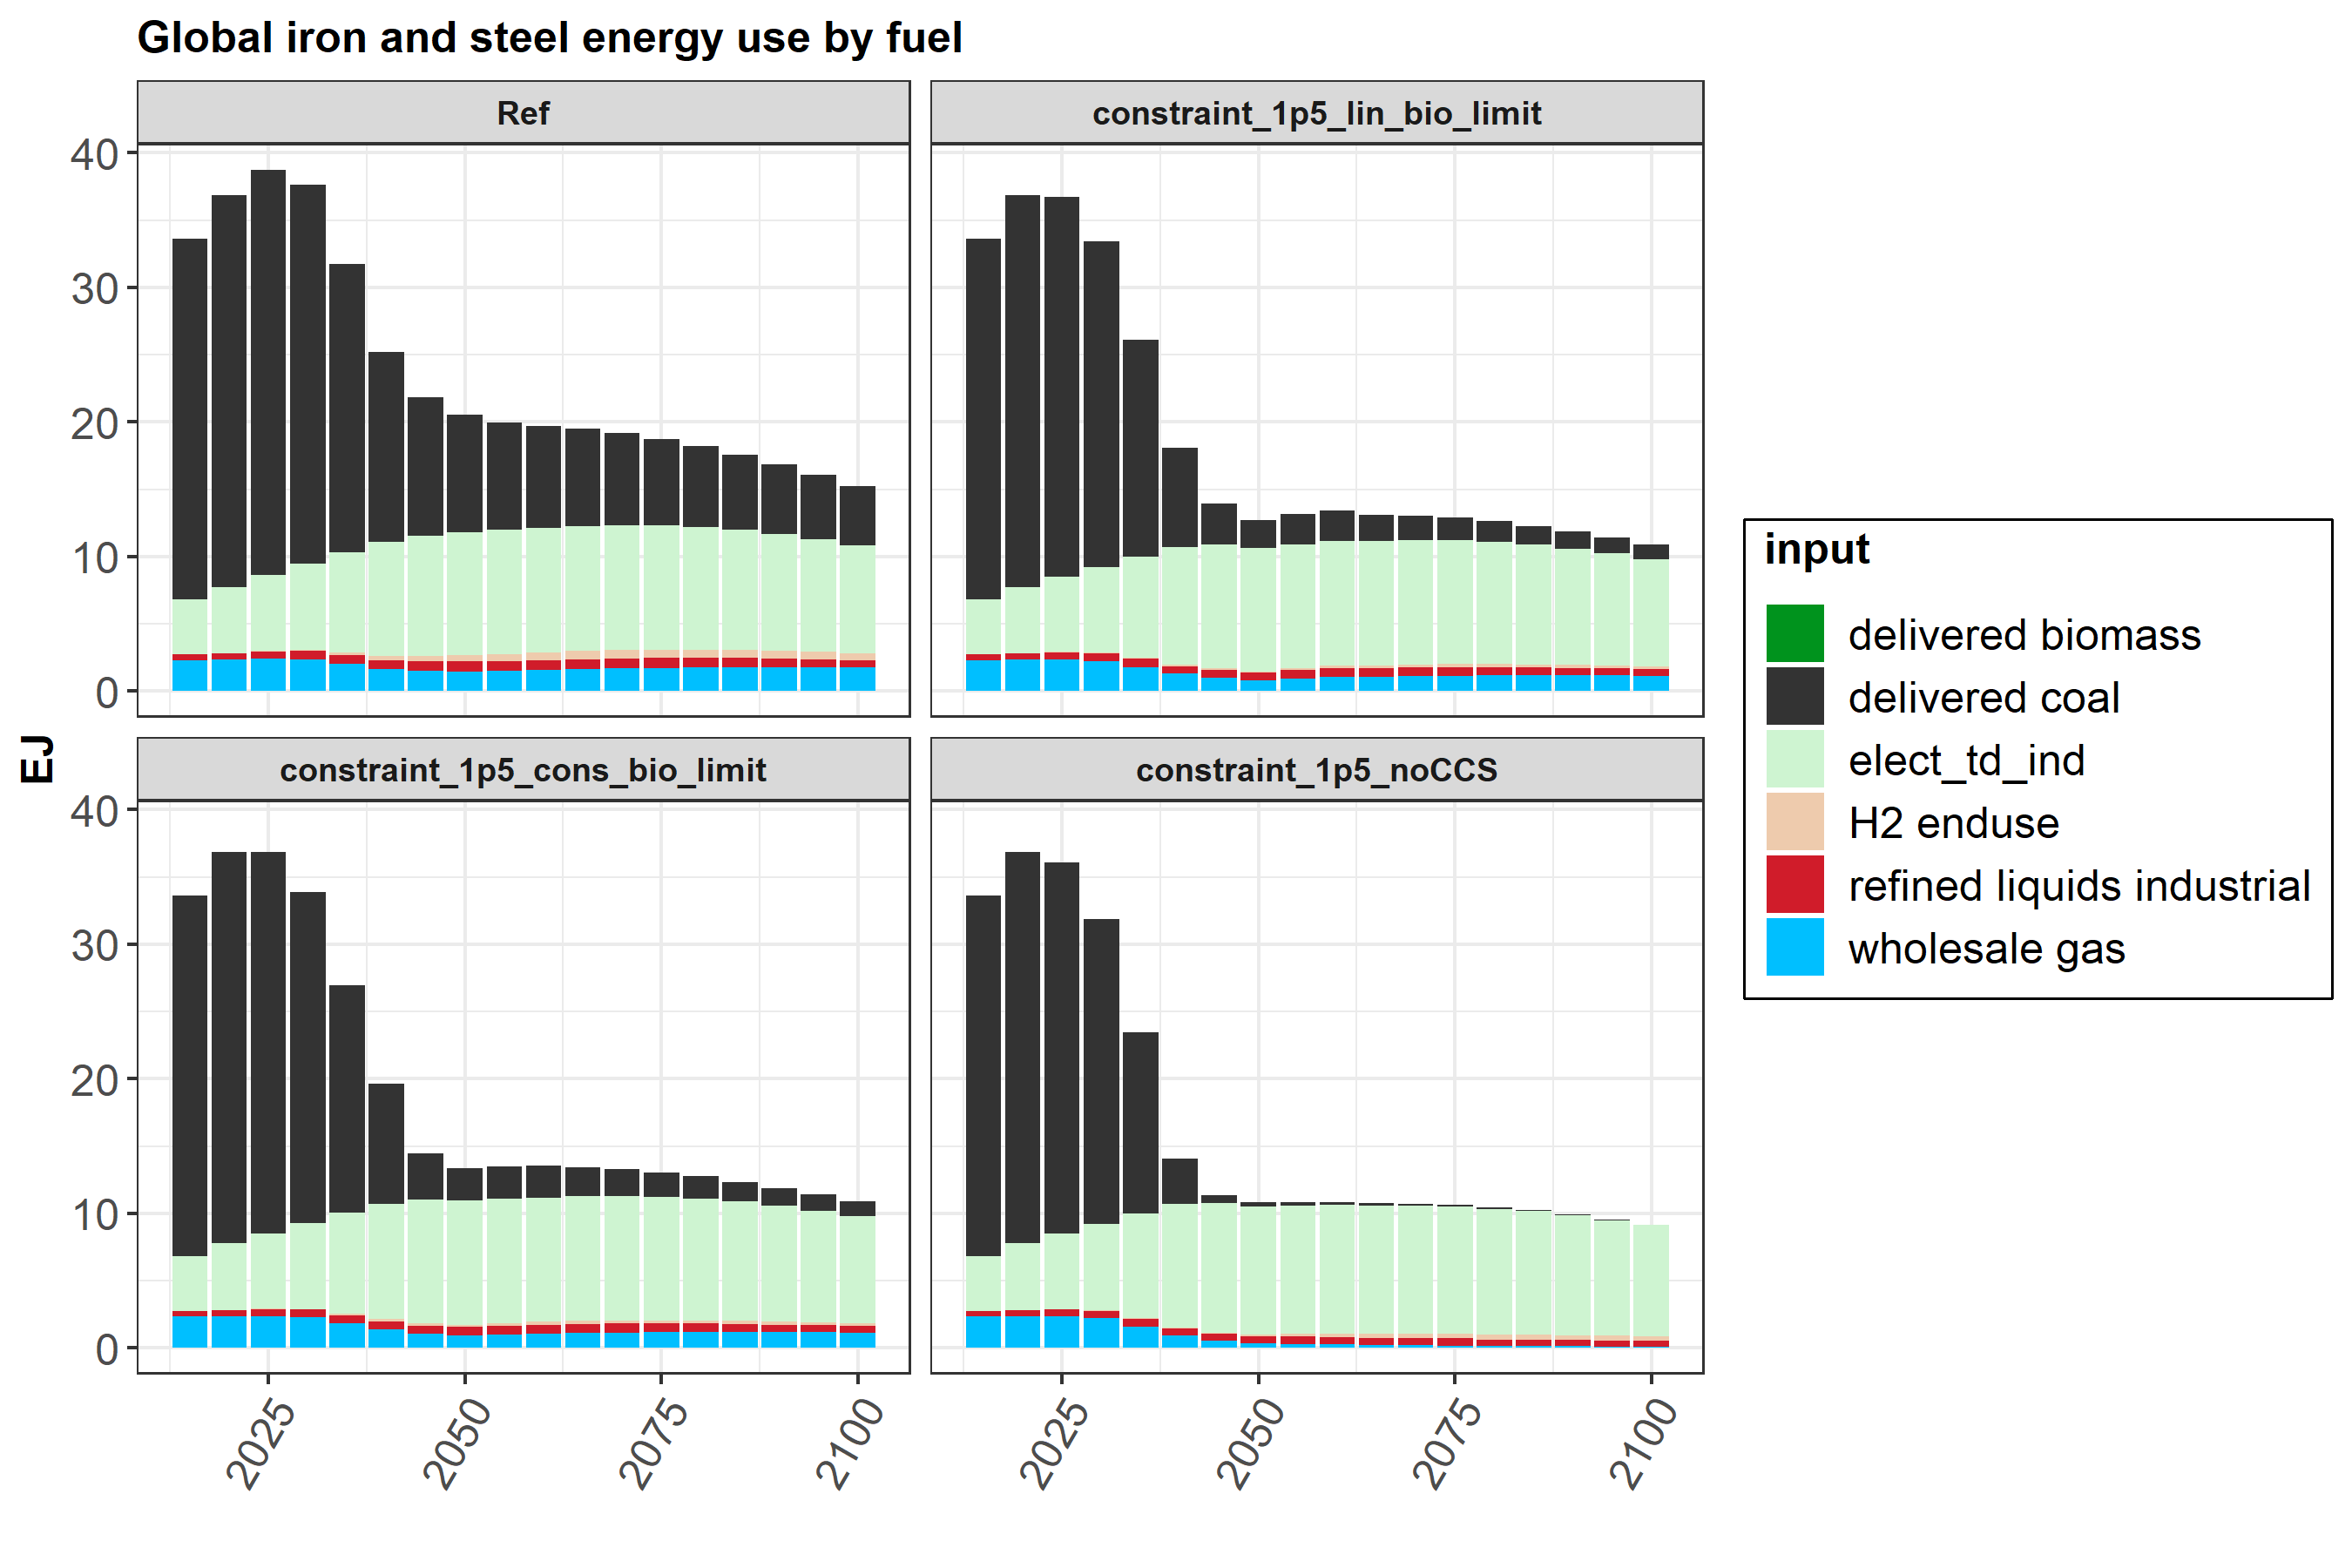 Global iron and steel energy use by fuel
Ref
constraint_1p5_lin_bio_limit
40
30
20
10
0
EJ
constraint_1p5_cons_bio_limit
constraint_1p5_noCCS
40
30
20
10
0
2025
2050
2075
2100
2025
2050
2075
2100
input
delivered biomass
delivered coal
elect_td_ind
H2 enduse
refined liquids industrial
wholesale gas